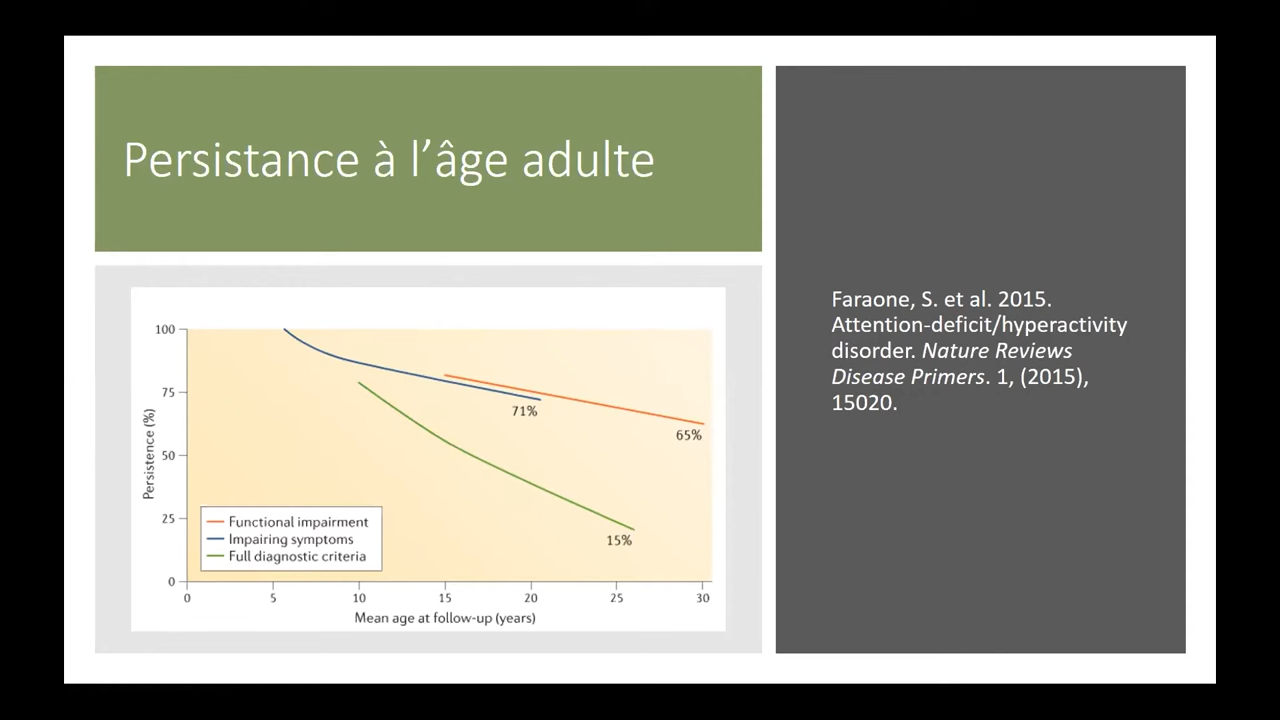 Persistance à l’âge adulte
Faraone, S. et al. 2015.
Attention-deficit/hyperactivity
disorder. Nature Reviews
Disease Primers. 1, (2015),
15020.
Persistence (%)
100
75
50
25
0
71%
65%
15%
Functional impairment
Impairing symptoms
Full diagnostic criteria
0 5 10 15 20 25 30
Mean age at follow-up (years)